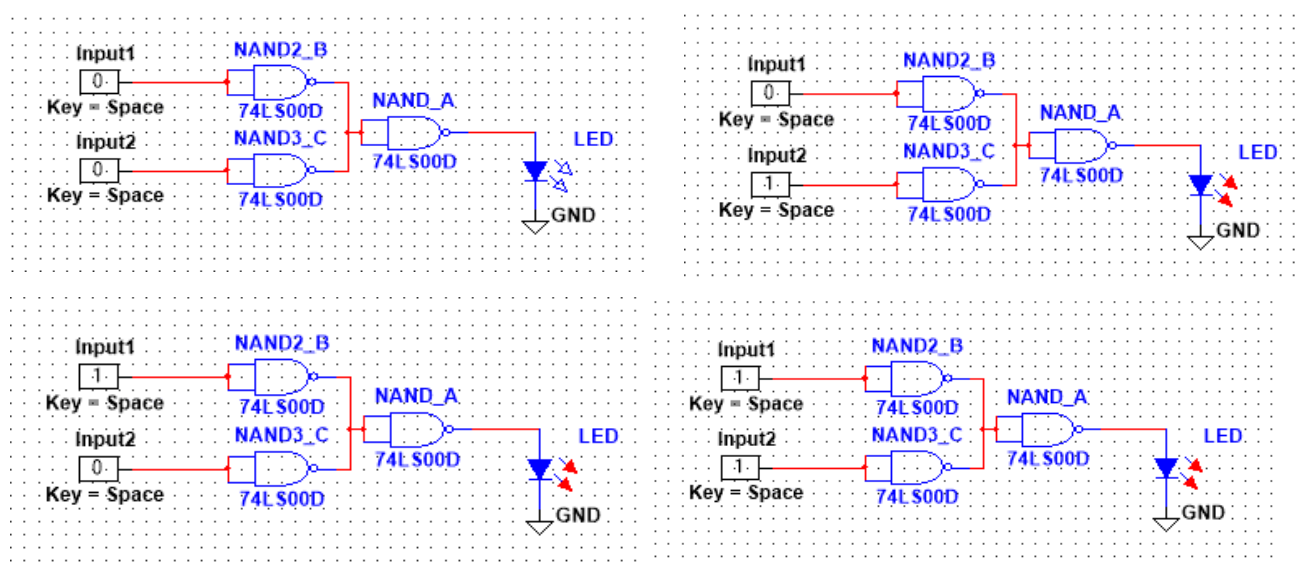 Input1
NAND2_B
0
Key = Space
74LS00D
NAND_A
Input2
NAND3_C
LED
0
74LS00D
Key = Space
74LS00D
GND
Input1
NAND2_B
0
Key = Space
74LS00D
NAND_A
Input2
NAND3_C
LED
1
74LS00D
Key = Space
74LS00D
GND
Input1
NAND2_B
1
Key = Space
74LS00D
NAND_A
Input2
NAND3_C
LED
0
74LS00D
Key = Space
74LS00D
GND
Input1
NAND2_B
1
Key = Space
74LS00D
NAND_A
Input2
NAND3_C
LED
1
74LS00D
Key = Space
74LS00D
GND